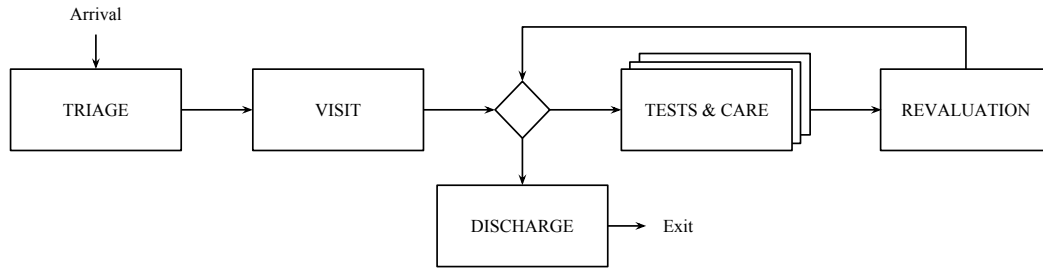 Arrival
TRIAGE
VISIT
TESTS & CARE
REVALUATION
DISCHARGE
Exit